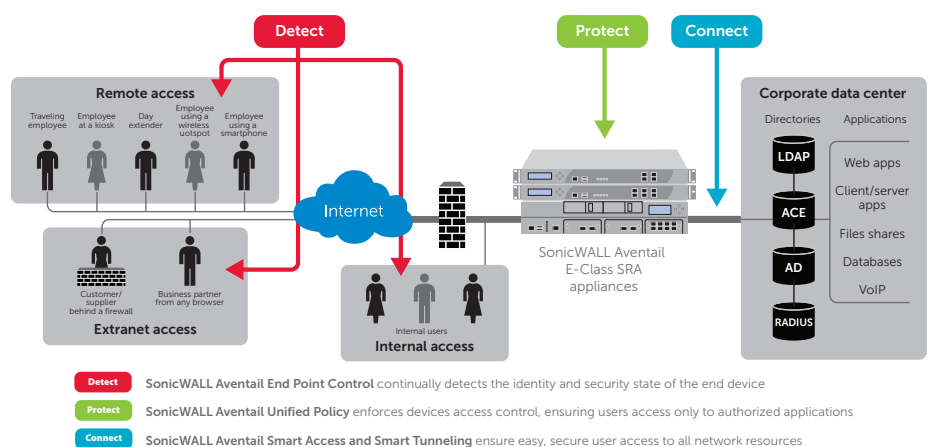 Detect
Protect
Connect
Remote access
Traveling
employee
Employee
at a kiosk
Day
extender
Employee
using a
wireless
uotspot
Employee
using a
smartphone
Internet
Customer/
supplier
behind a firewall
Business partner
from any browser
Extranet access
Internal users
Internal access
SonicWALL Aventail
E-Class SRA
appliances
Corporate data center
Directories
Applications
LDAP
ACE
AD
RADIUS
Web apps
Client/server
apps
Files shares
Databases
VoIP
Detect SonicWALL Aventail End Point Control continually detects the identity and security state of the end device
Protect SonicWALL Aventail Unified Policy enforces devices access control, ensuring users access only to authorized applications
Connect SonicWALL Aventail Smart Access and Smart Tunneling ensure easy, secure user access to all network resources